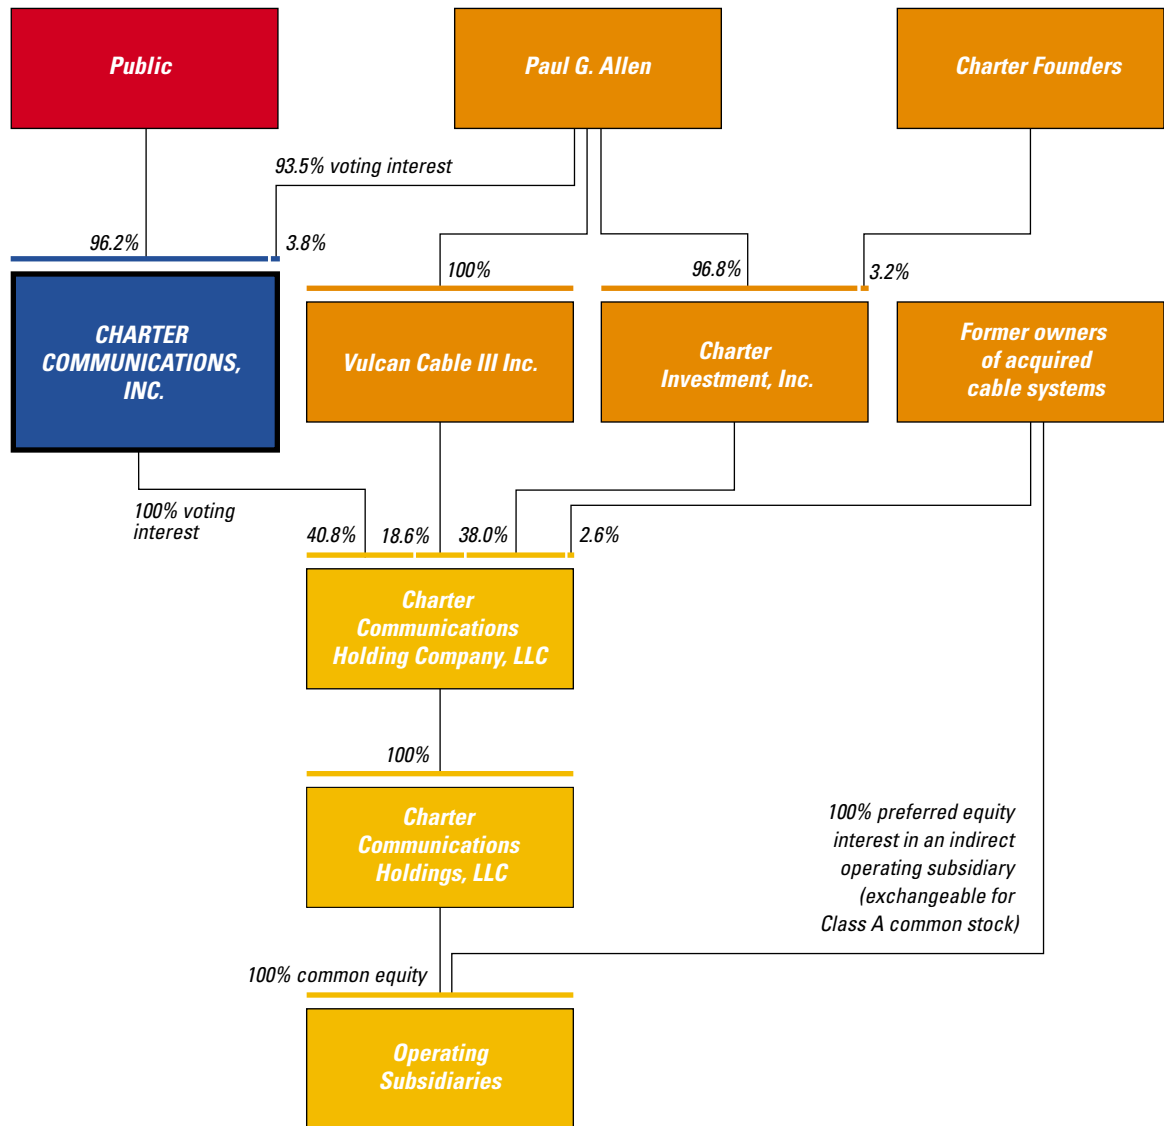 Public
Paul G. Allen
Charter Founders
93.5% voting interest
96.2%
3.8%
100%
96.8%
3.2%
CHARTER
COMMUNICATIONS,
INC.
Vulcan Cable III Inc.
Charter
Investment, Inc.
Former owners
of acquired
cable systems
100% voting
interest
40.8%
18.6%
38.0%
2.6%
Charter
Communications
Holding Company, LLC
100%
Charter
Communications
Holdings, LLC
100% preferred equity
interest in an indirect
operating subsidiary
(exchangeable for
Class A common stock)
100% common equity
Operating
Subsidiaries